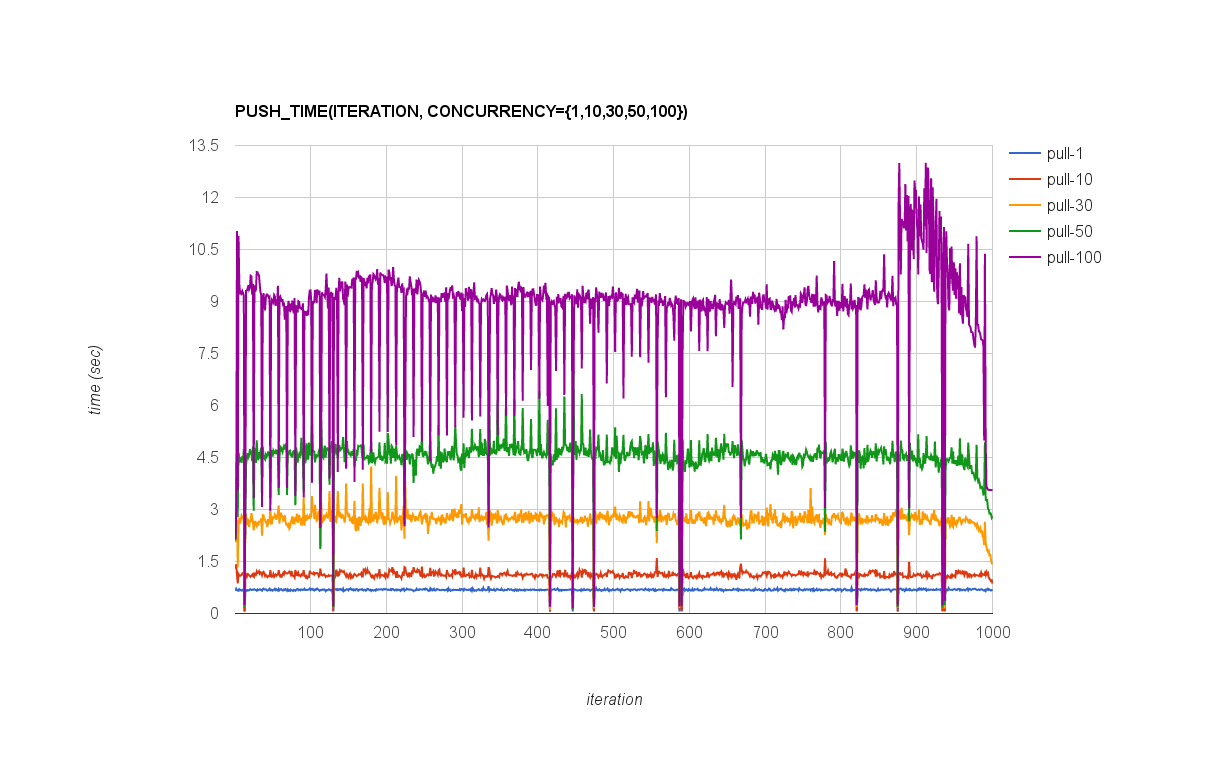 PUSH_TIME(ITERATION, CONCURRENCY={1,10,30,50,100})
13.5
12
10.5
9
7.5
6
4.5
3
1.5
0
time (sec)
100 200 300 400 500 600 700 800 900 1000
iteration
pull-1
pull-10
pull-30
pull-50
pull-100